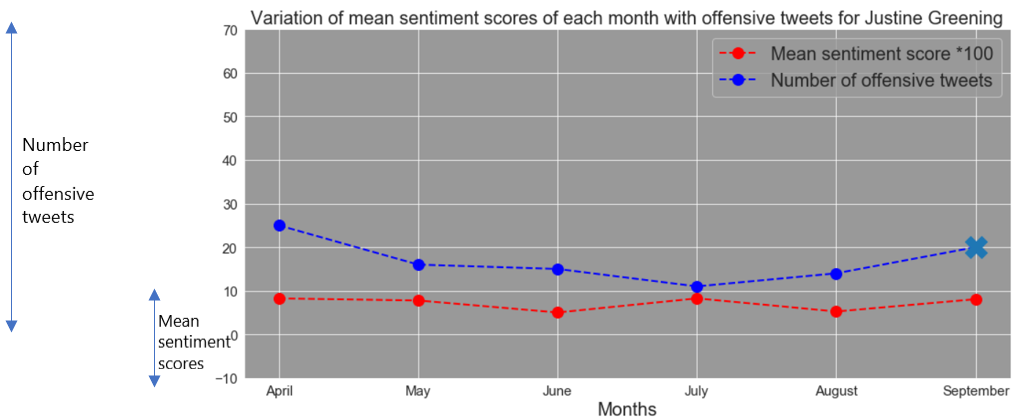 Variation of mean sentiment scores of each month with offensive tweets for Justine Greening
Number
of
offensive
tweets
Mean
sentiment
scores
70
60
50
40
30
20
10
0
−10
Mean sentiment score *100
Number of offensive tweets
April May June July August September
Months